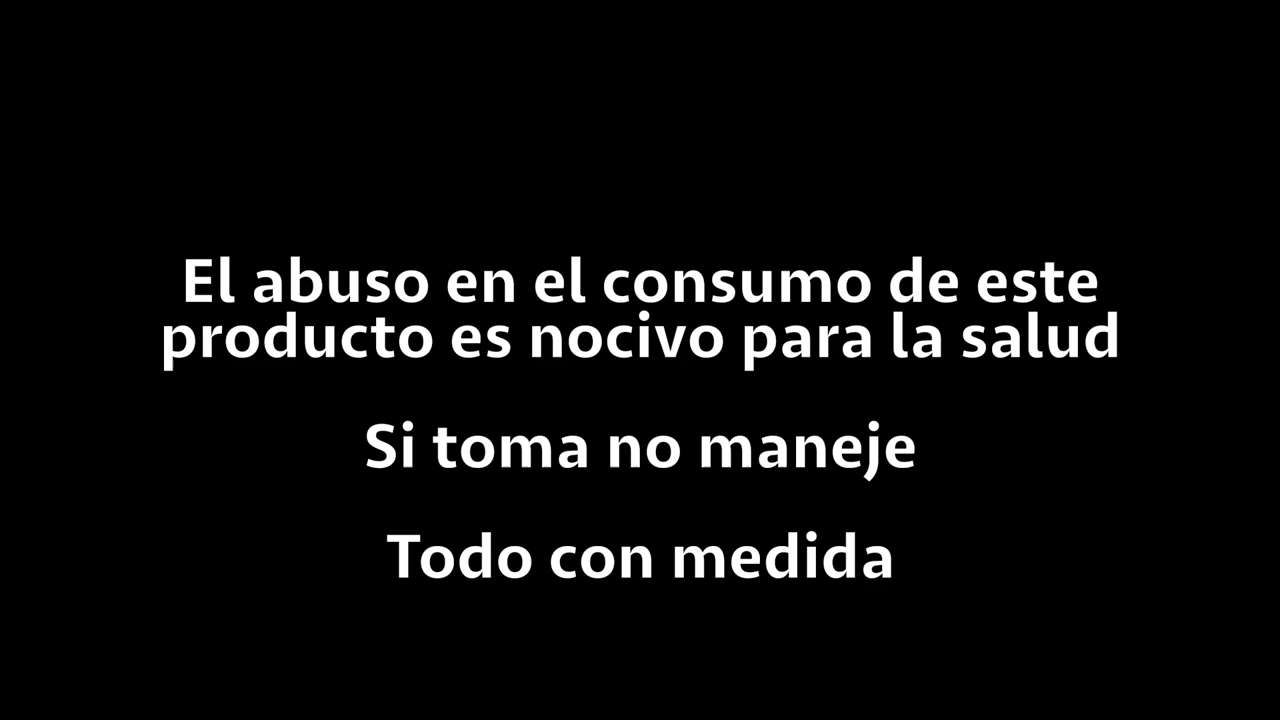 El abuso en el consumo de este
producto es nocivo para la salud
Si toma no maneje
Todo con medida